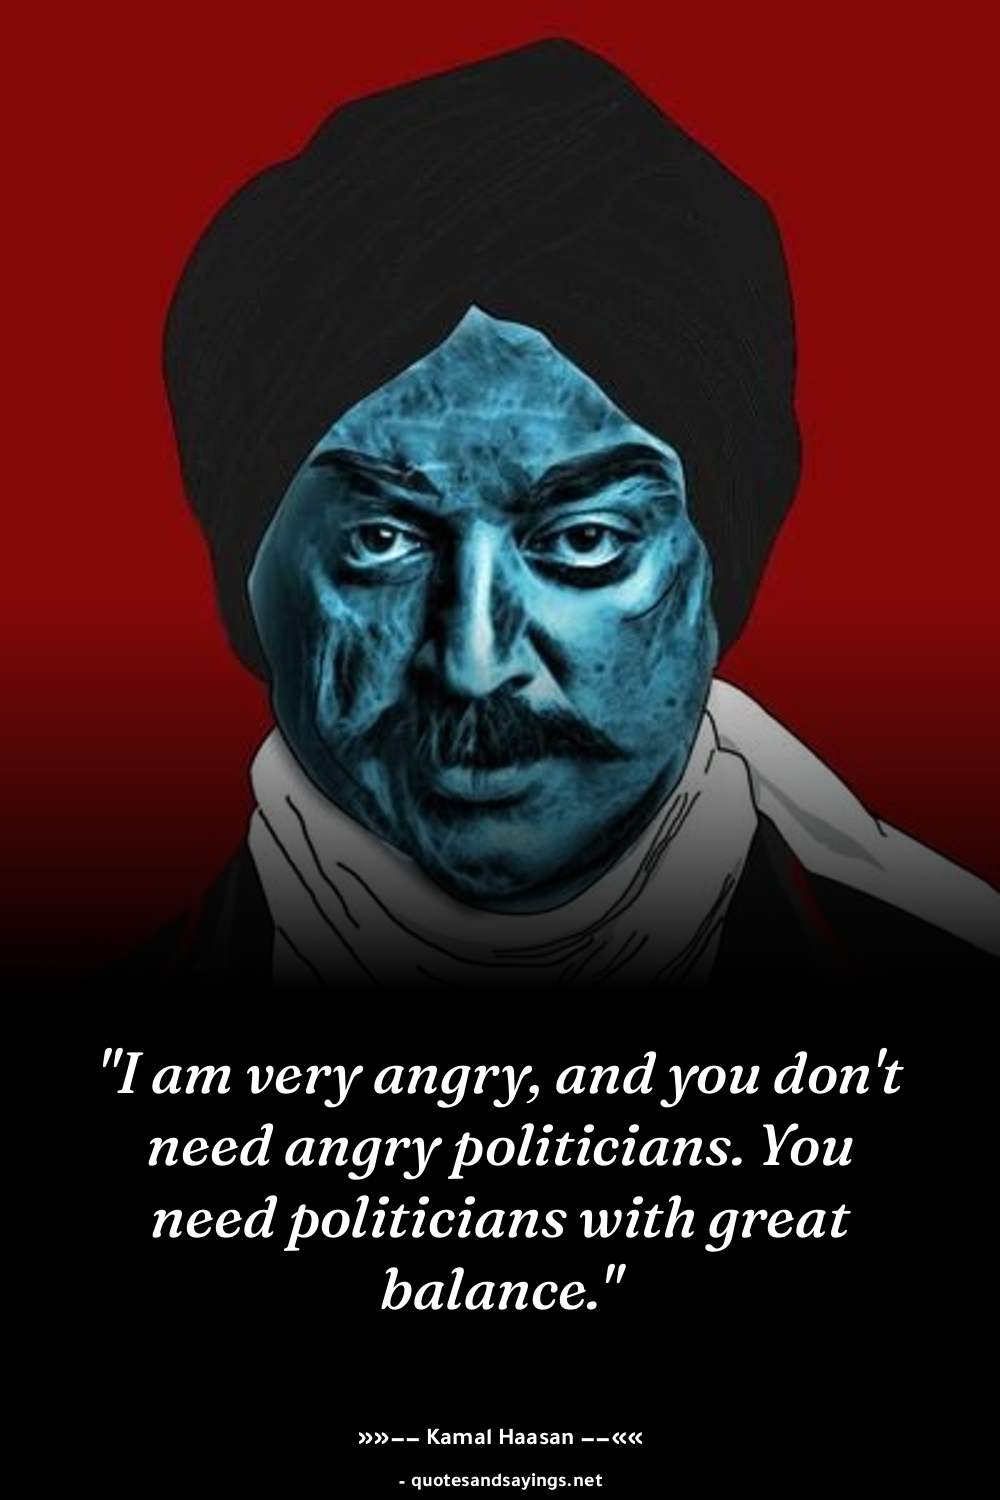 "I am very angry, and you don't
need angry politicians. You
need politicians with great
balance."
»»–– Kamal Haasan ––««
- quotesandsayings.net